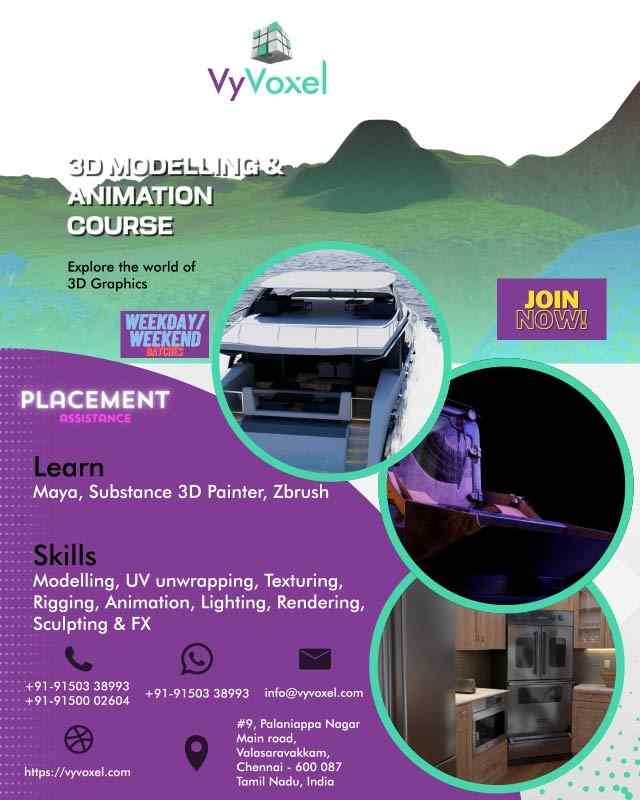 VyVoxel
3D MODELLING &
ANIMATION
COURSE
Explore the world of
3D Graphics
JOIN
NOW!
WEEKDAY/
WEEKEND
BATCHES
PLACEMENT
ASSISTANCE
Learn
Maya, Substance 3D Painter, Zbrush
Skills
Modelling, UV unwrapping, Texturing,
Rigging, Animation, Lighting, Rendering,
Sculpting & FX
+91-91503 38993
+91-91500 02604
+91-91503 38993
info@vyvoxel.com
https://vyvoxel.com
#9, Palaniappa Nagar
Main road,
Valasaravakkam,
Chennai - 600 087
Tamil Nadu, India